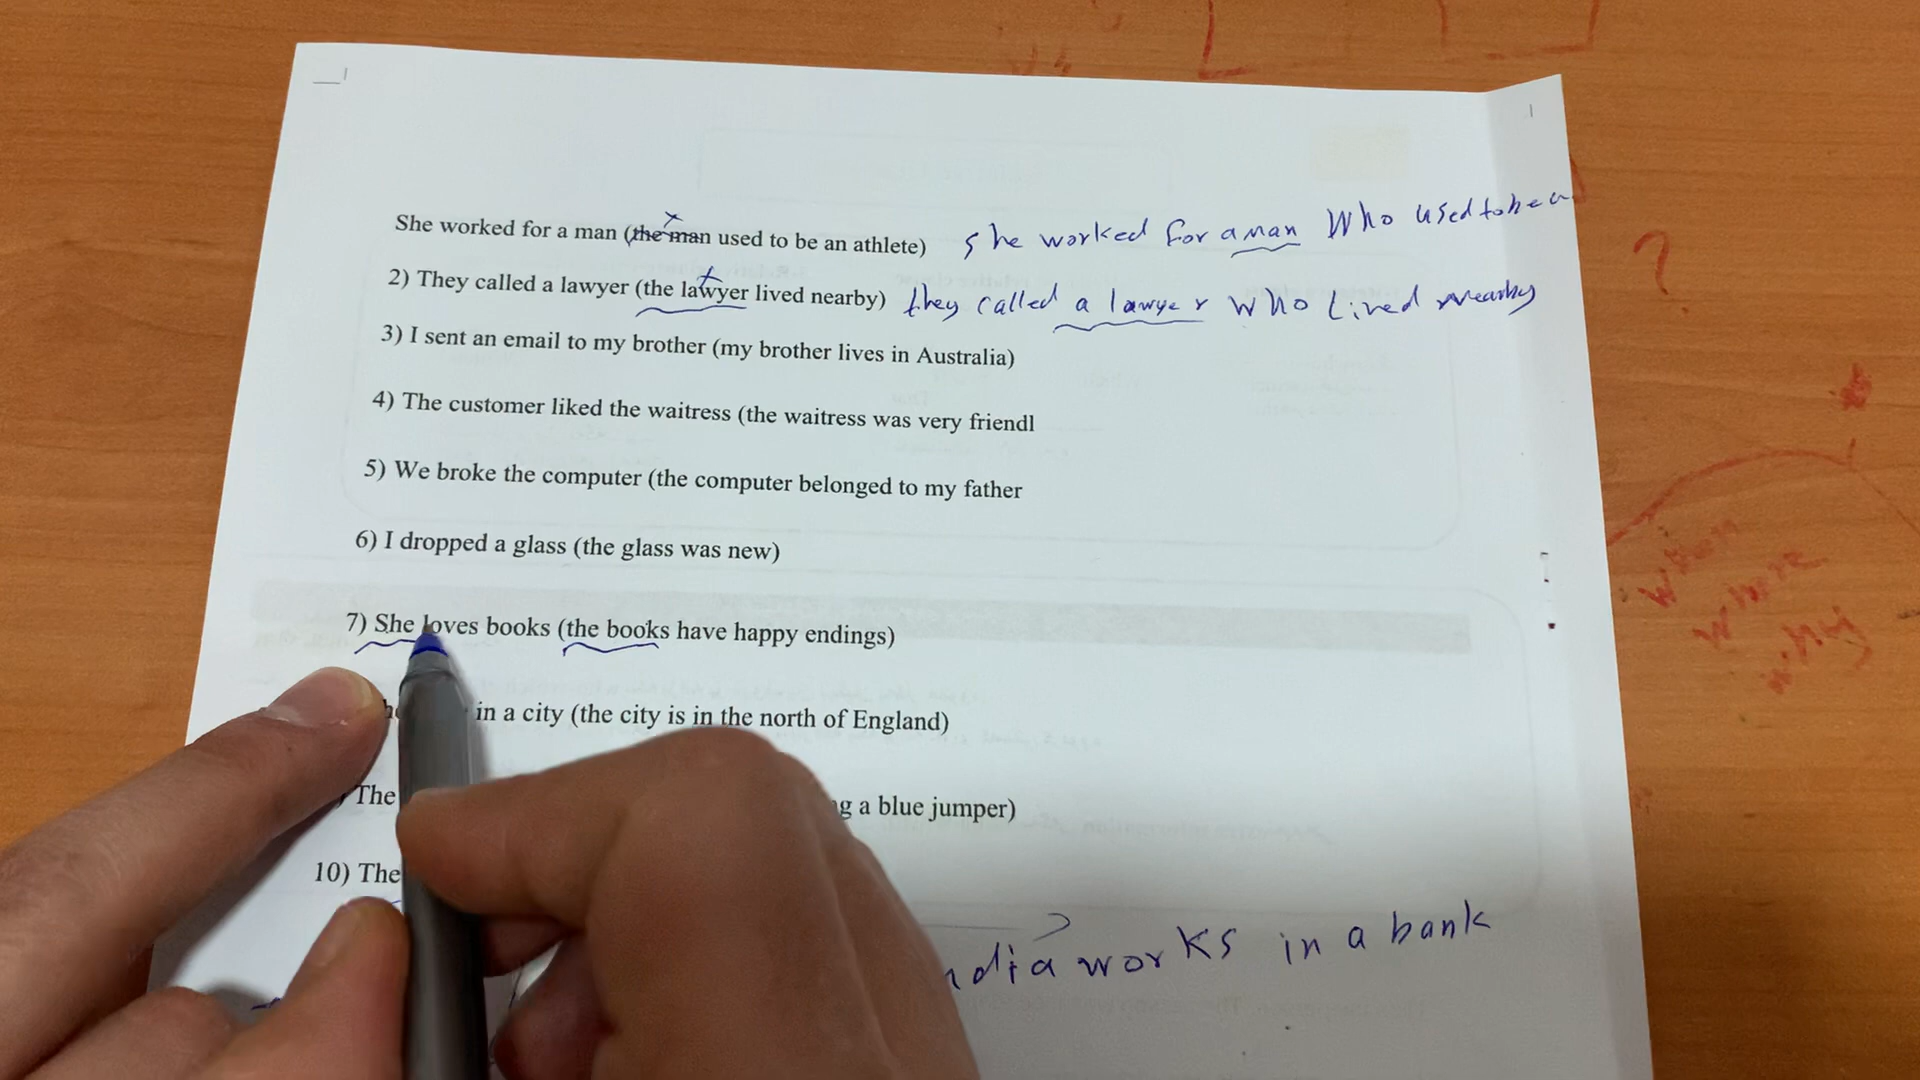 She worked for a man (the man used to be an athlete) she worked for a man Who used to be a
2) They called a lawyer (the lawyer lived nearby) they called a lawyer who lived nearby
3) I sent an email to my brother (my brother lives in Australia)
4) The customer liked the waitress (the waitress was very friendl
5) We broke the computer (the computer belonged to my father
6) I dropped a glass (the glass was new)
7) She loves books (the books have happy endings)
in a city (the city is in the north of England)
The a blue jumper)
10) The
works in a bank
?
when
where
why